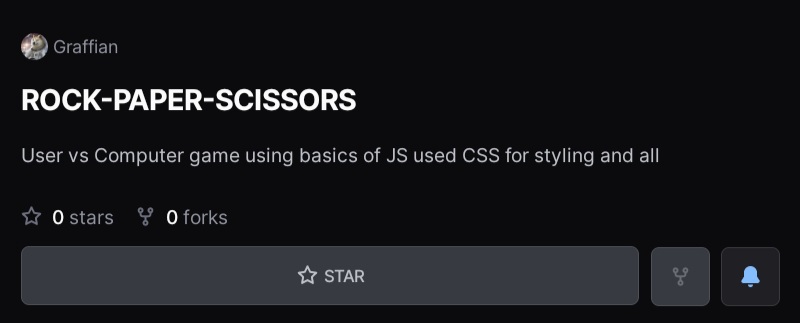 Graffian
ROCK-PAPER-SCISSORS
User vs Computer game using basics of JS used CSS for styling and all
0 stars 0 forks
STAR